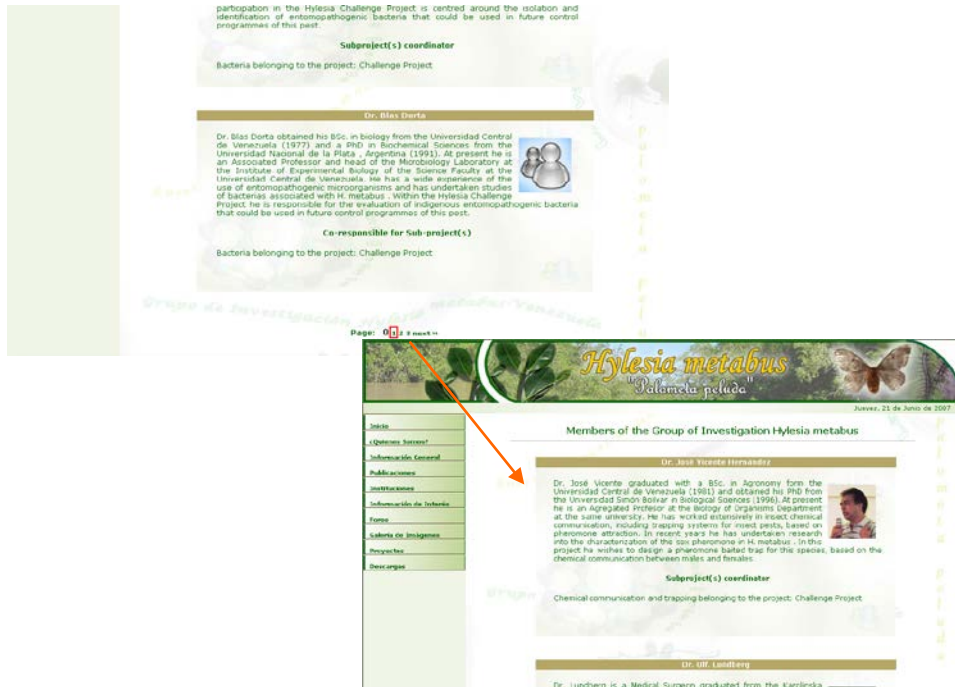 participation in the Hylesia Challenge Project is centred around the isolation and
identification of entomopathogenic bacteria that could be used in future control
programmes of this pest.
Subproject(s) coordinator
Bacteria belonging to the project: Challenge Project
Dr. Blas Dorta
Dr. Blas Dorta obtained his BSc. in biology from the Universidad Central
de Venezuela (1977) and a PhD in Biochemical Sciences from the
Universidad Nacional de la Plata , Argentina (1991). At present he is
an Associated Professor and head of the Microbiology Laboratory at
the Institute of Experimental Biology of the Science Faculty at the
Universidad Central de Venezuela. He has a wide experience of the
use of entomopathogenic microorganisms and has undertaken studies
of bacterias associated with H. metabus . Within the Hylesia Challenge
Project he is responsible for the evaluation of indigenous entomopathogenic bacteria
that could be used in future control programmes of this pest.
Co-responsible for Sub-project(s)
Bacteria belonging to the project: Challenge Project
Grupo de Investigación Hylesia metabus-Venezuela
Page: 0 1 2 3 next >>
Hylesia metabus
"Palometa peluda"
Jueves, 21 de Junio de 2007
Inicio
¿Quienes Somos?
Información General
Publicaciones
Instituciones
Información de Interés
Foros
Galería de Imágenes
Proyectos
Descargas
Members of the Group of Investigation Hylesia metabus
Dr. José Vicente Hernández
Dr. José Vicente graduated with a BSc. in Agronomy form the
Universidad Central de Venezuela (1981) and obtained his PhD from
the Universidad Simón Bolívar in Biological Sciences (1996). At present
he is an Agregated Profesor at the Biology of Organisms Department
at the same university. He has worked extensively in insect chemical
communication, including trapping systems for insect pests, based on
pheromone attraction. In recent years he has undertaken research
into the characterization of the sex pheromone in H. metabus . In this
project he wishes to design a pheromone baited trap for this species, based on the
chemical communication between males and females
Subproject(s) coordinator
Chemical communication and trapping belonging to the project: Challenge Project
Dr. Ulf. Lundberg
Dr. Lundberg is a Medical Surgeon graduated from the Karolinska